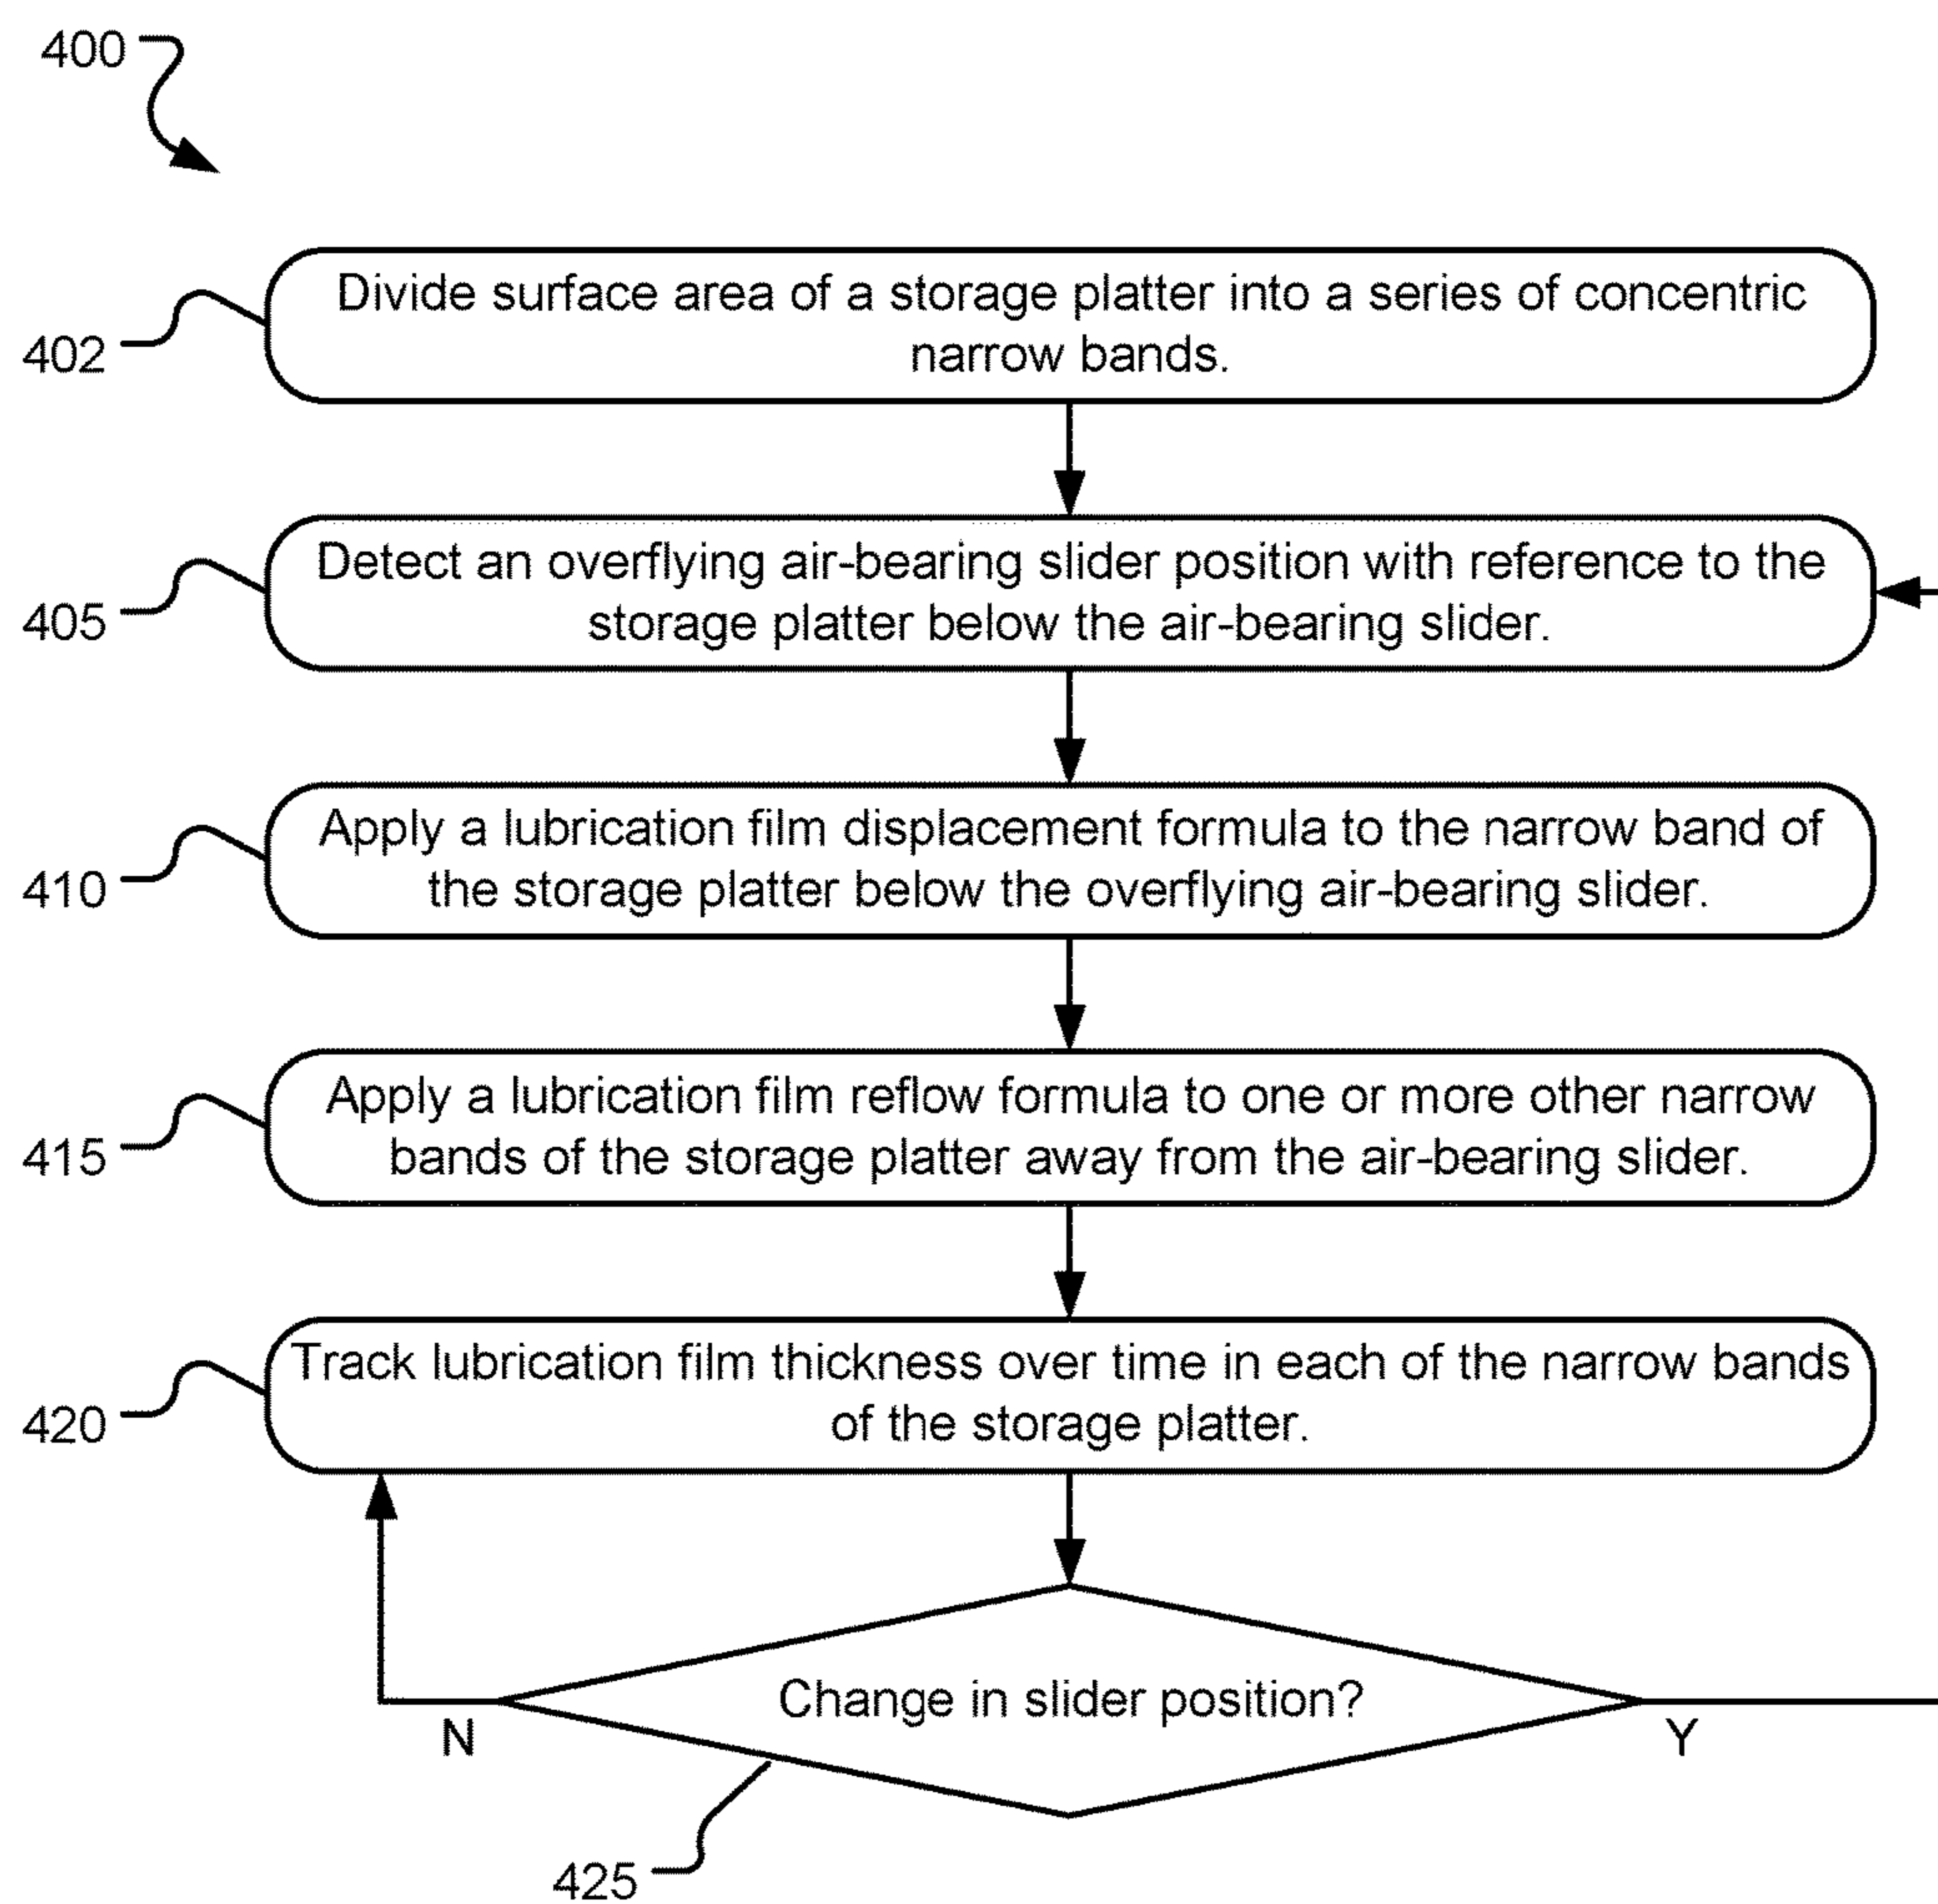 400
402
Divide surface area of a storage platter into a series of concentric
narrow bands.
405
Detect an overflying air-bearing slider position with reference to the
storage platter below the air-bearing slider.
410
Apply a lubrication film displacement formula to the narrow band of
the storage platter below the overflying air-bearing slider.
415
Apply a lubrication film reflow formula to one or more other narrow
bands of the storage platter away from the air-bearing slider.
420
Track lubrication film thickness over time in each of the narrow bands
of the storage platter.
Change in slider position?
N
Y
425